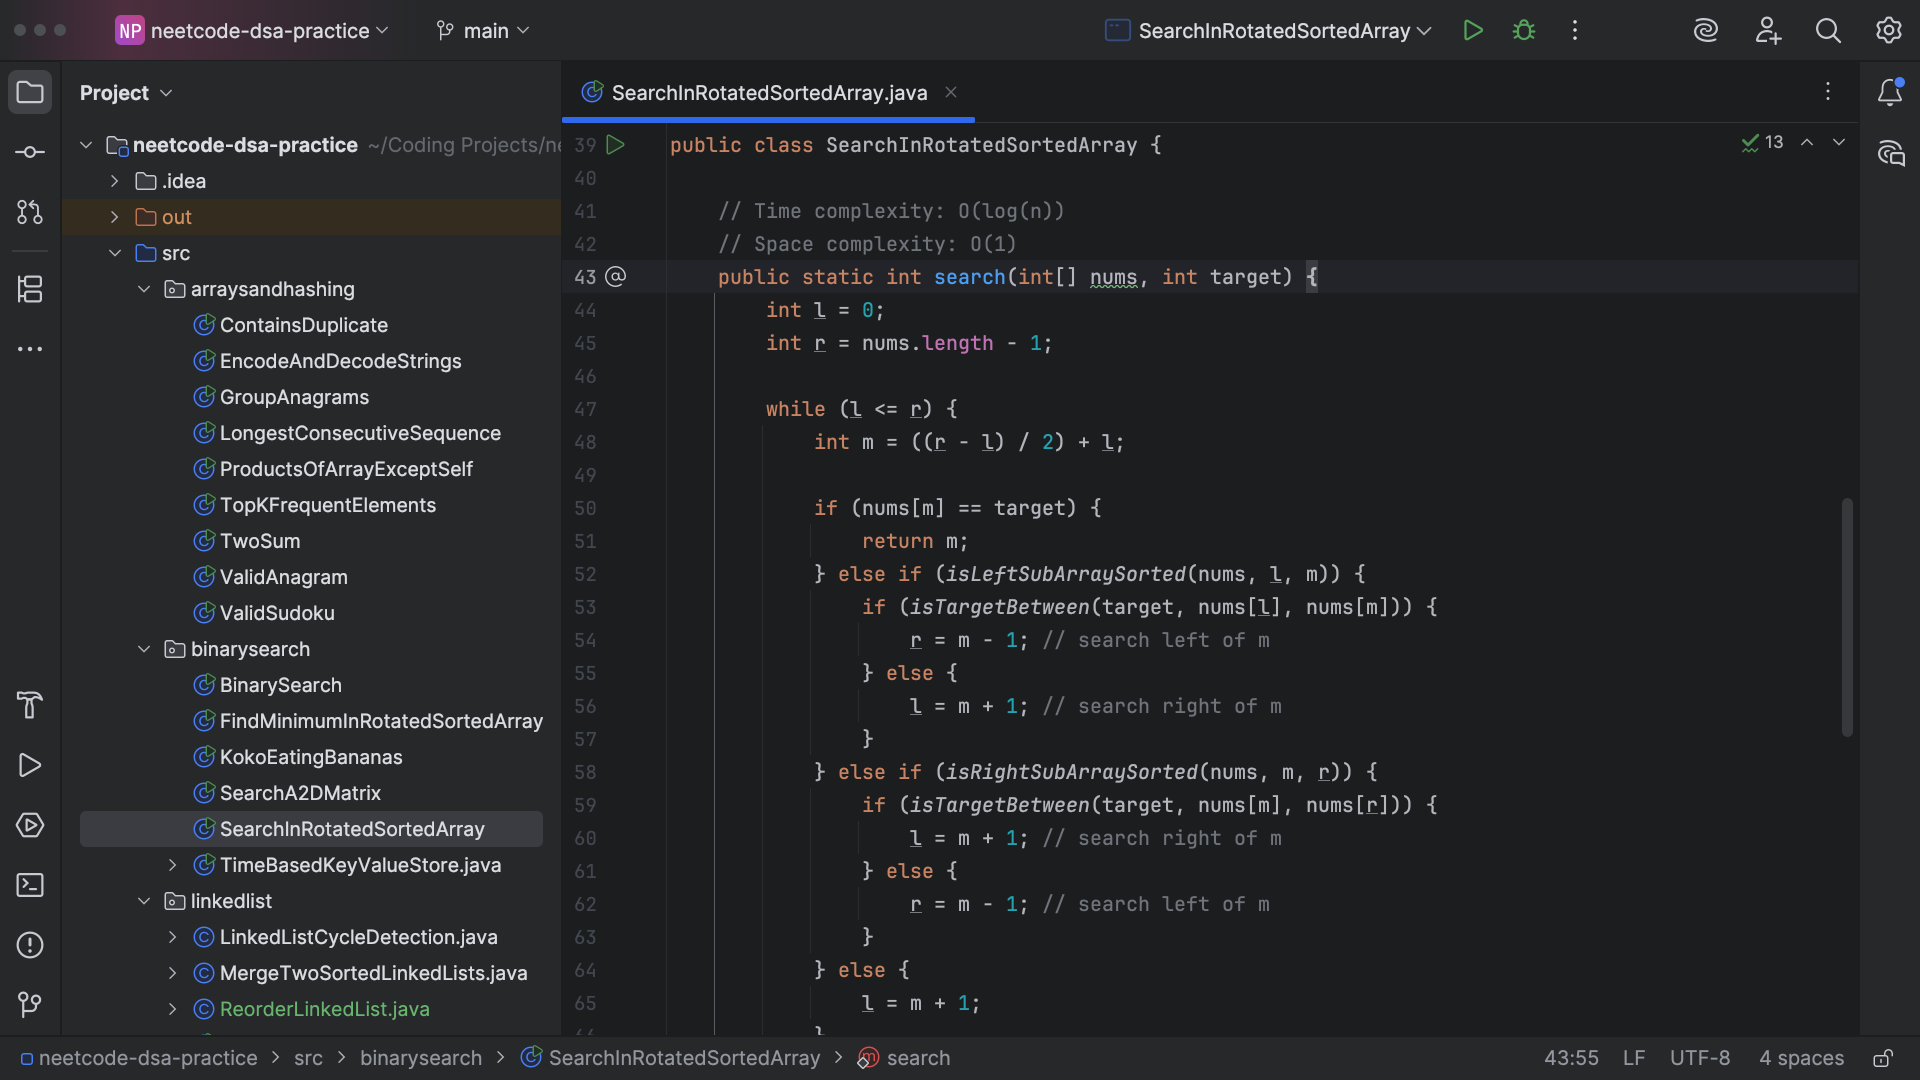 NP neetcode-dsa-practice main SearchInRotatedSortedArray
Project
neetcode-dsa-practice ~/Coding Projects/ne
.idea
out
src
arraysandhashing
ContainsDuplicate
EncodeAndDecodeStrings
GroupAnagrams
LongestConsecutiveSequence
ProductsOfArrayExceptSelf
TopKFrequentElements
TwoSum
ValidAnagram
ValidSudoku
binarysearch
BinarySearch
FindMinimumInRotatedSortedArray
KokoEatingBananas
SearchA2DMatrix
SearchInRotatedSortedArray
TimeBasedKeyValueStore.java
linkedlist
LinkedListCycleDetection.java
MergeTwoSortedLinkedLists.java
ReorderLinkedList.java
SearchInRotatedSortedArray.java
13
39 public class SearchInRotatedSortedArray {
40
41 // Time complexity: O(log(n))
42 // Space complexity: O(1)
43 @ public static int search(int[] nums, int target) {
44 int l = 0;
45 int r = nums.length - 1;
46
47 while (l <= r) {
48 int m = ((r - l) / 2) + l;
49
50 if (nums[m] == target) {
51 return m;
52 } else if (isLeftSubArraySorted(nums, l, m)) {
53 if (isTargetBetween(target, nums[l], nums[m])) {
54 r = m - 1; // search left of m
55 } else {
56 l = m + 1; // search right of m
57 }
58 } else if (isRightSubArraySorted(nums, m, r)) {
59 if (isTargetBetween(target, nums[m], nums[r])) {
60 l = m + 1; // search right of m
61 } else {
62 r = m - 1; // search left of m
63 }
64 } else {
65 l = m + 1;
66 }
neetcode-dsa-practice > src > binarysearch > SearchInRotatedSortedArray > search
43:55 LF UTF-8 4 spaces